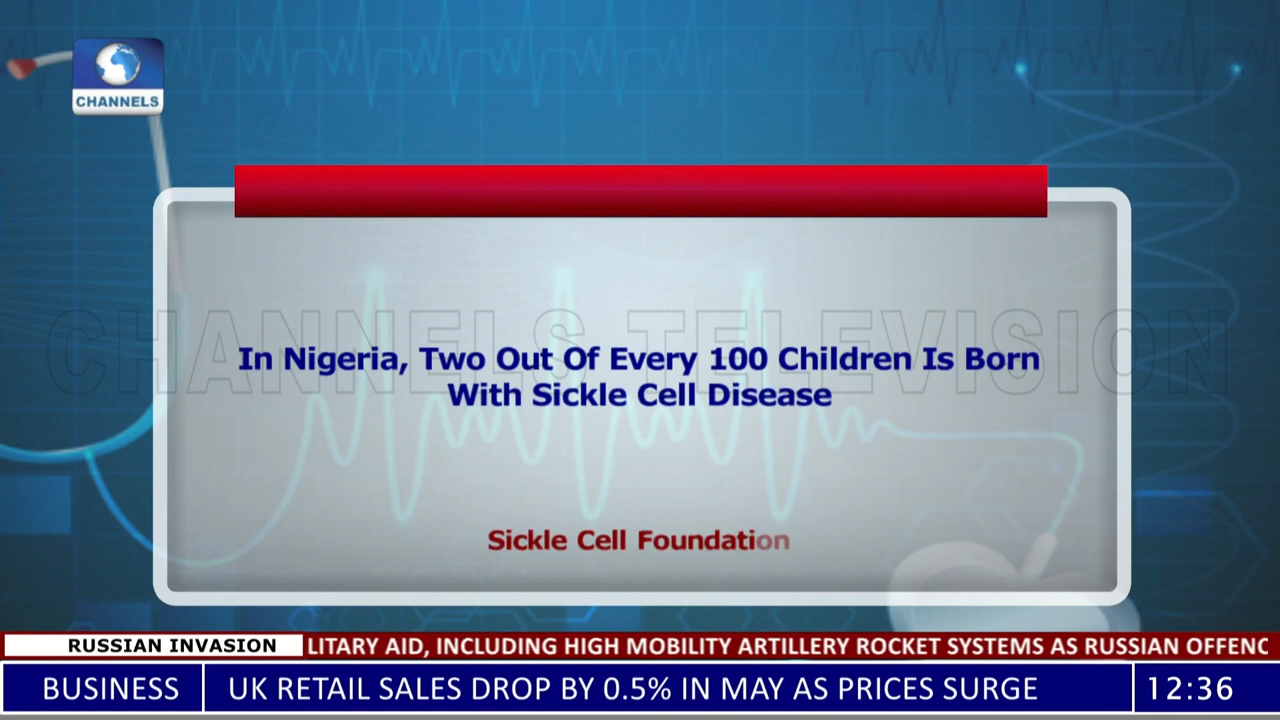 CHANNELS
CHANNELS TELEVISION
In Nigeria, Two Out Of Every 100 Children Is Born
With Sickle Cell Disease
Sickle Cell Foundation
RUSSIAN INVASION LITARY AID, INCLUDING HIGH MOBILITY ARTILLERY ROCKET SYSTEMS AS RUSSIAN OFFENC
BUSINESS UK RETAIL SALES DROP BY 0.5% IN MAY AS PRICES SURGE 12:36